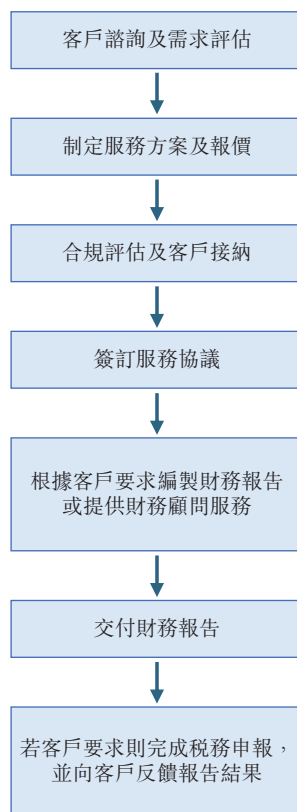 客戶諮詢及需求評估
制定服務方案及報價
合規評估及客戶接納
簽訂服務協議
根據客戶要求編製財務報告
或提供財務顧問服務
交付財務報告
若客戶要求則完成稅務申報，
並向客戶反饋報告結果